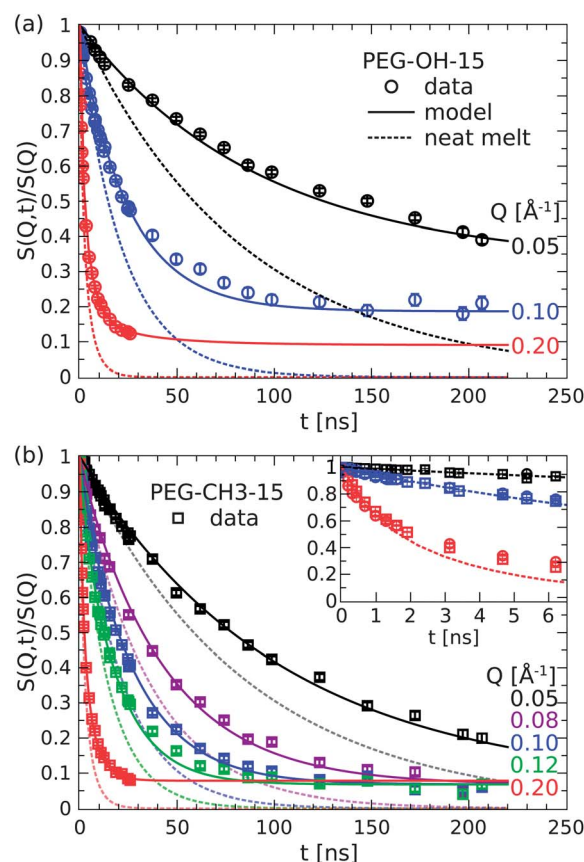 (a)
PEG-OH-15
data
model
neat melt
Q [Å-1]
0.05
0.10
0.20
S(Q,t)/S(Q)
1
0.9
0.8
0.7
0.6
0.5
0.4
0.3
0.2
0.1
0
0 50 100 150 200 250
t [ns]
(b)
PEG-CH3-15
data
1
0.8
0.6
0.4
0.2
0
0 1 2 3 4 5 6
t [ns]
Q [Å-1]
0.05
0.08
0.10
0.12
0.20
S(Q,t)/S(Q)
1
0.9
0.8
0.7
0.6
0.5
0.4
0.3
0.2
0.1
0
0 50 100 150 200 250
t [ns]